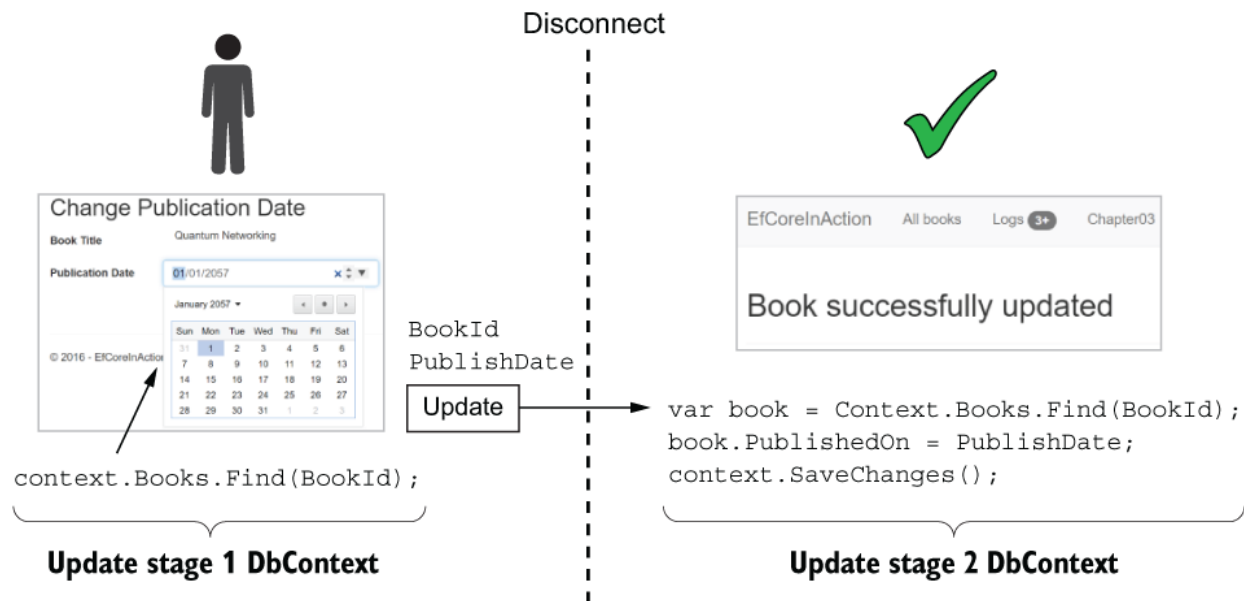 Disconnect
Change Publication Date
Book Title Quantum Networking
Publication Date 01/01/2057
January 2057
Sun Mon Tue Wed Thu Fri Sat
31 1 2 3 4 5 6
7 8 9 10 11 12 13
14 15 16 17 18 19 20
21 22 23 24 25 26 27
28 29 30 31 1 2 3
© 2016 - EfCoreInAction
BookId
PublishDate
Update
context.Books.Find(BookId);
Update stage 1 DbContext
EfCoreInAction All books Logs 3+ Chapter03
Book successfully updated
var book = Context.Books.Find(BookId);
book.PublishedOn = PublishDate;
context.SaveChanges();
Update stage 2 DbContext